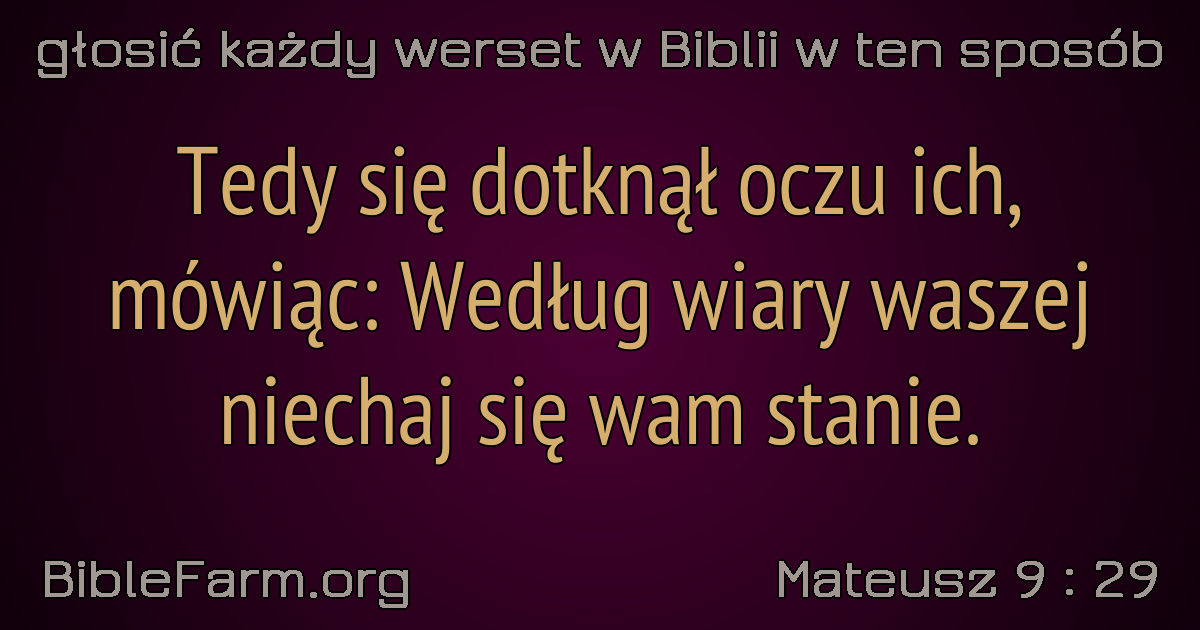 głosić każdy werset w Biblii w ten sposób
Tedy się dotknął oczu ich,
mówiąc: Według wiary waszej
niechaj się wam stanie.
BibleFarm.org
Mateusz 9 : 29